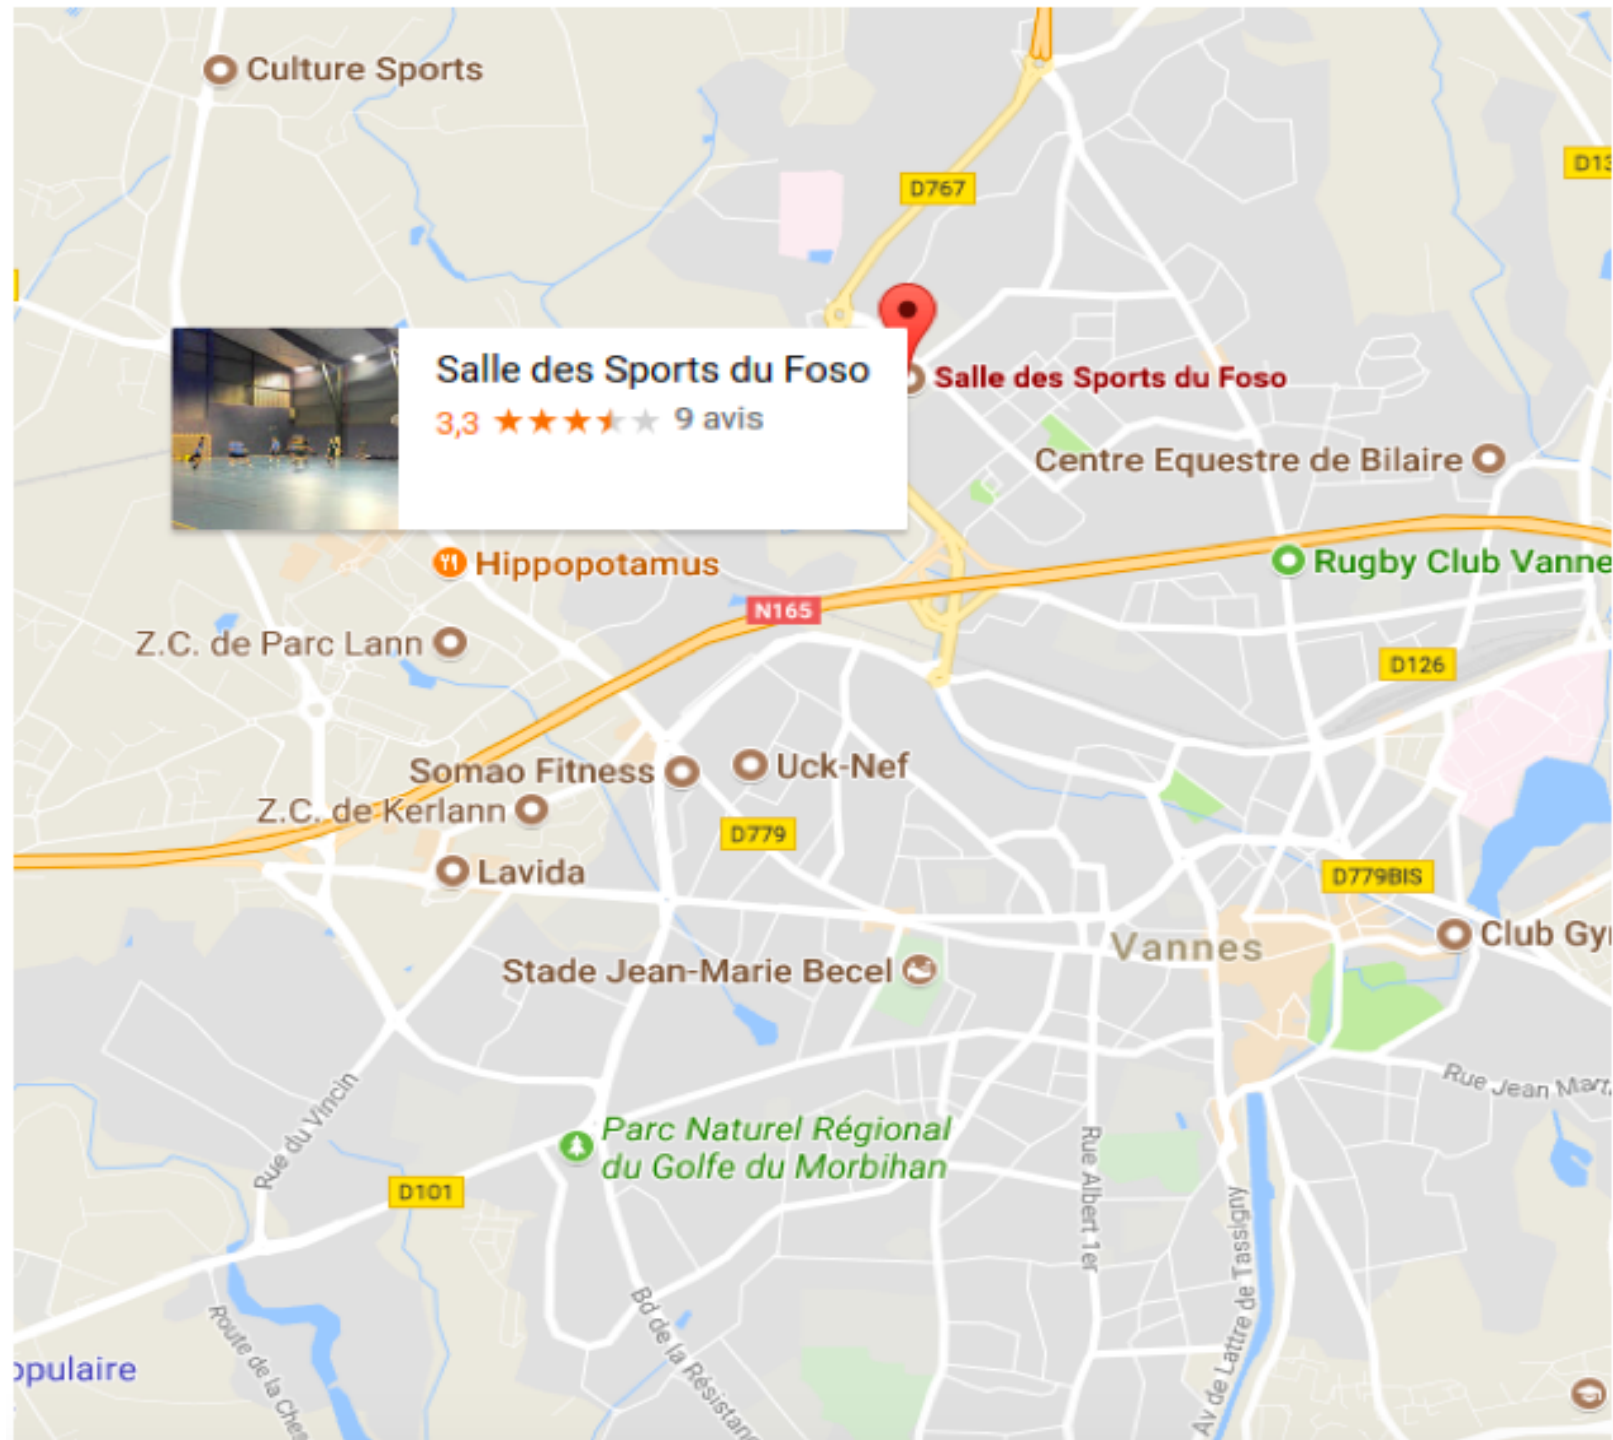 Culture Sports
D13
D767
Salle des Sports du Foso
3,3 9 avis
Salle des Sports du Foso
Centre Equestre de Bilaire
Hippopotamus
Rugby Club Vanne
N165
Z.C. de Parc Lann
D126
Somao Fitness
Uck-Nef
Z.C. de Kerlann
D779
Lavida
D779BIS
Vannes
Club Gy
Stade Jean-Marie Becel
Rue Jean Mart
Rue du Vincin
Parc Naturel Régional
du Golfe du Morbihan
Rue Albert 1er
D101
Av de Lattre de Tassigny
Bd de la Résistan
Route de la Ches
opulaire